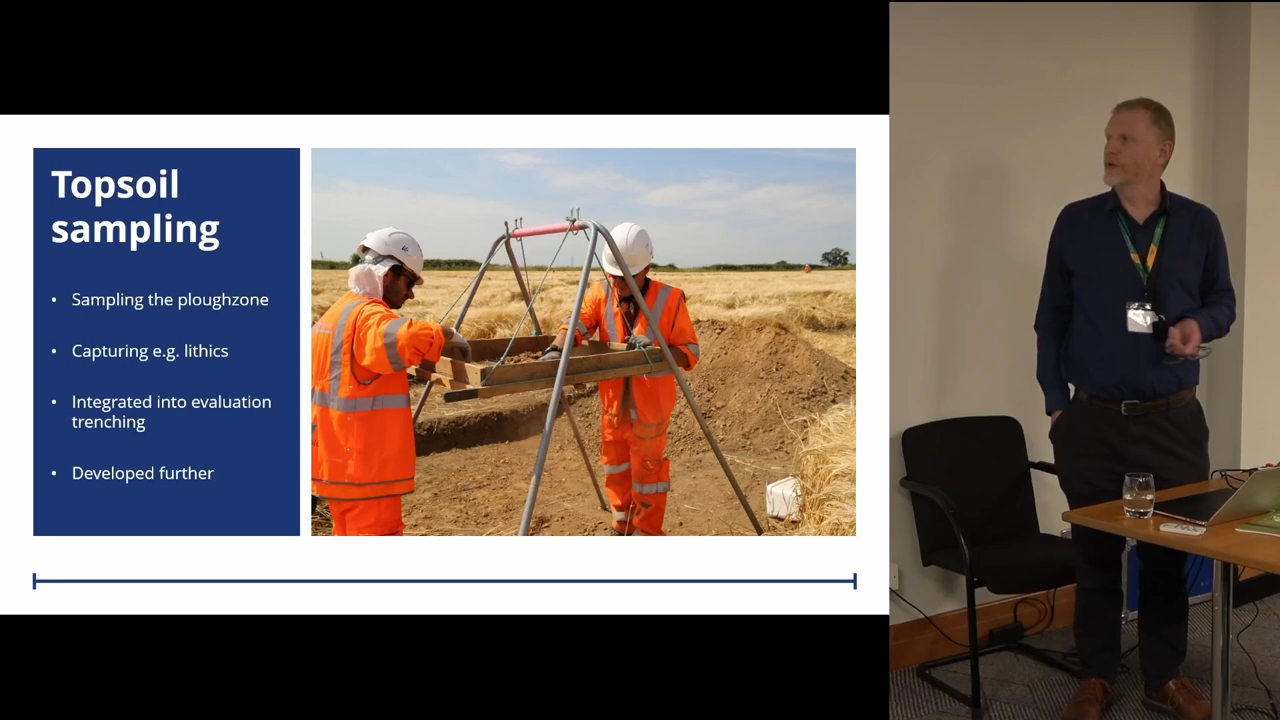 Topsoil
sampling
• Sampling the ploughzone
• Capturing e.g. lithics
• Integrated into evaluation
trenching
• Developed further